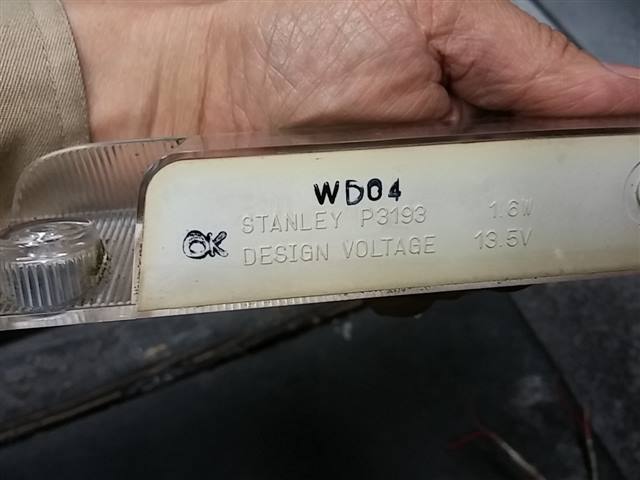 WD04
STANLEY P3193 1.6W
OK DESIGN VOLTAGE 13.5V